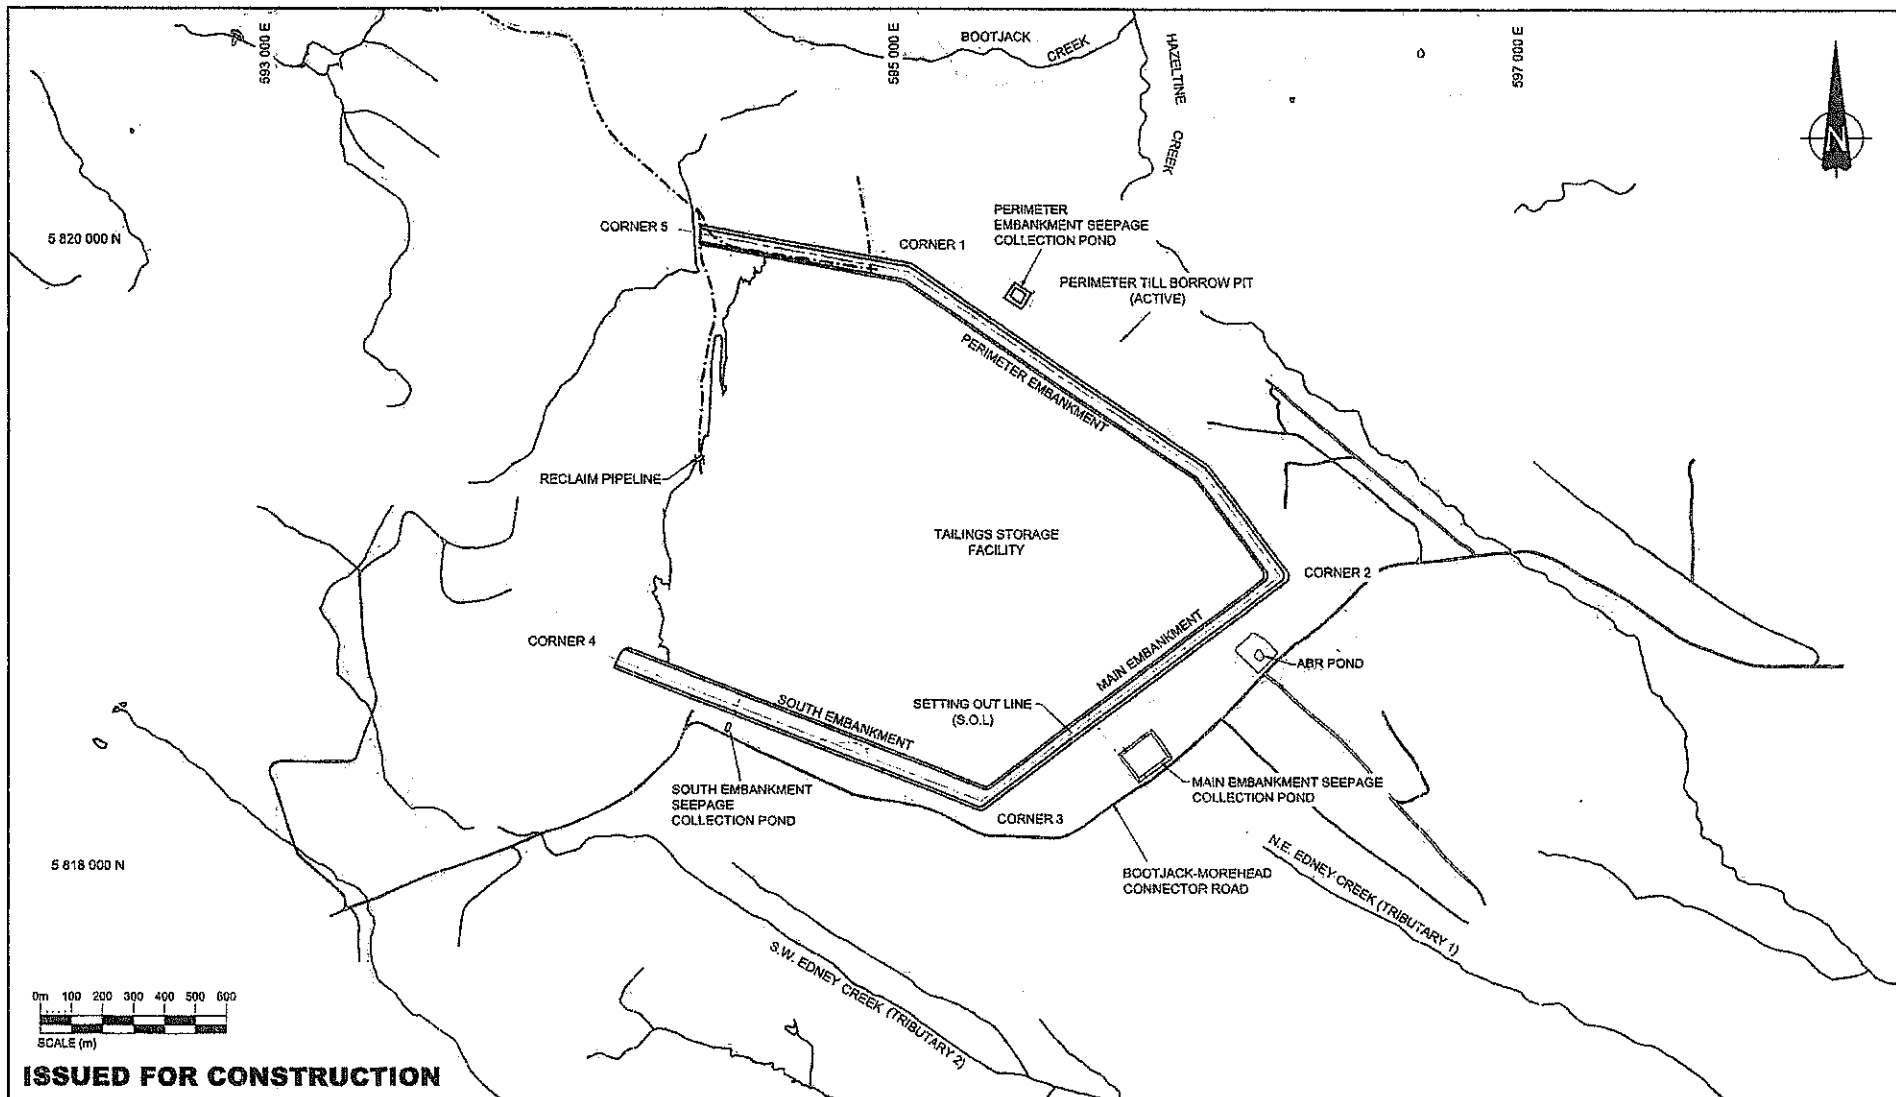 593 000 E
595 000 E
597 000 E
BOOTJACK
CREEK
HAZELTINE
CREEK
N
5 820 000 N
CORNER 5
CORNER 1
PERIMETER
EMBANKMENT SEEPAGE
COLLECTION POND
PERIMETER TILL BORROW PIT
(ACTIVE)
PERIMETER EMBANKMENT
RECLAIM PIPELINE
TAILINGS STORAGE
FACILITY
CORNER 2
CORNER 4
MAIN EMBANKMENT
ABR POND
SOUTH EMBANKMENT
SETTING OUT LINE
(S.O.L)
SOUTH EMBANKMENT
SEEPAGE
COLLECTION POND
MAIN EMBANKMENT SEEPAGE
COLLECTION POND
CORNER 3
5 818 000 N
BOOTJACK-MOREHEAD
CONNECTOR ROAD
N.E. EDNEY CREEK (TRIBUTARY 1)
S.W. EDNEY CREEK (TRIBUTARY 2)
0m 100 200 300 400 500 600
SCALE (m)
ISSUED FOR CONSTRUCTION